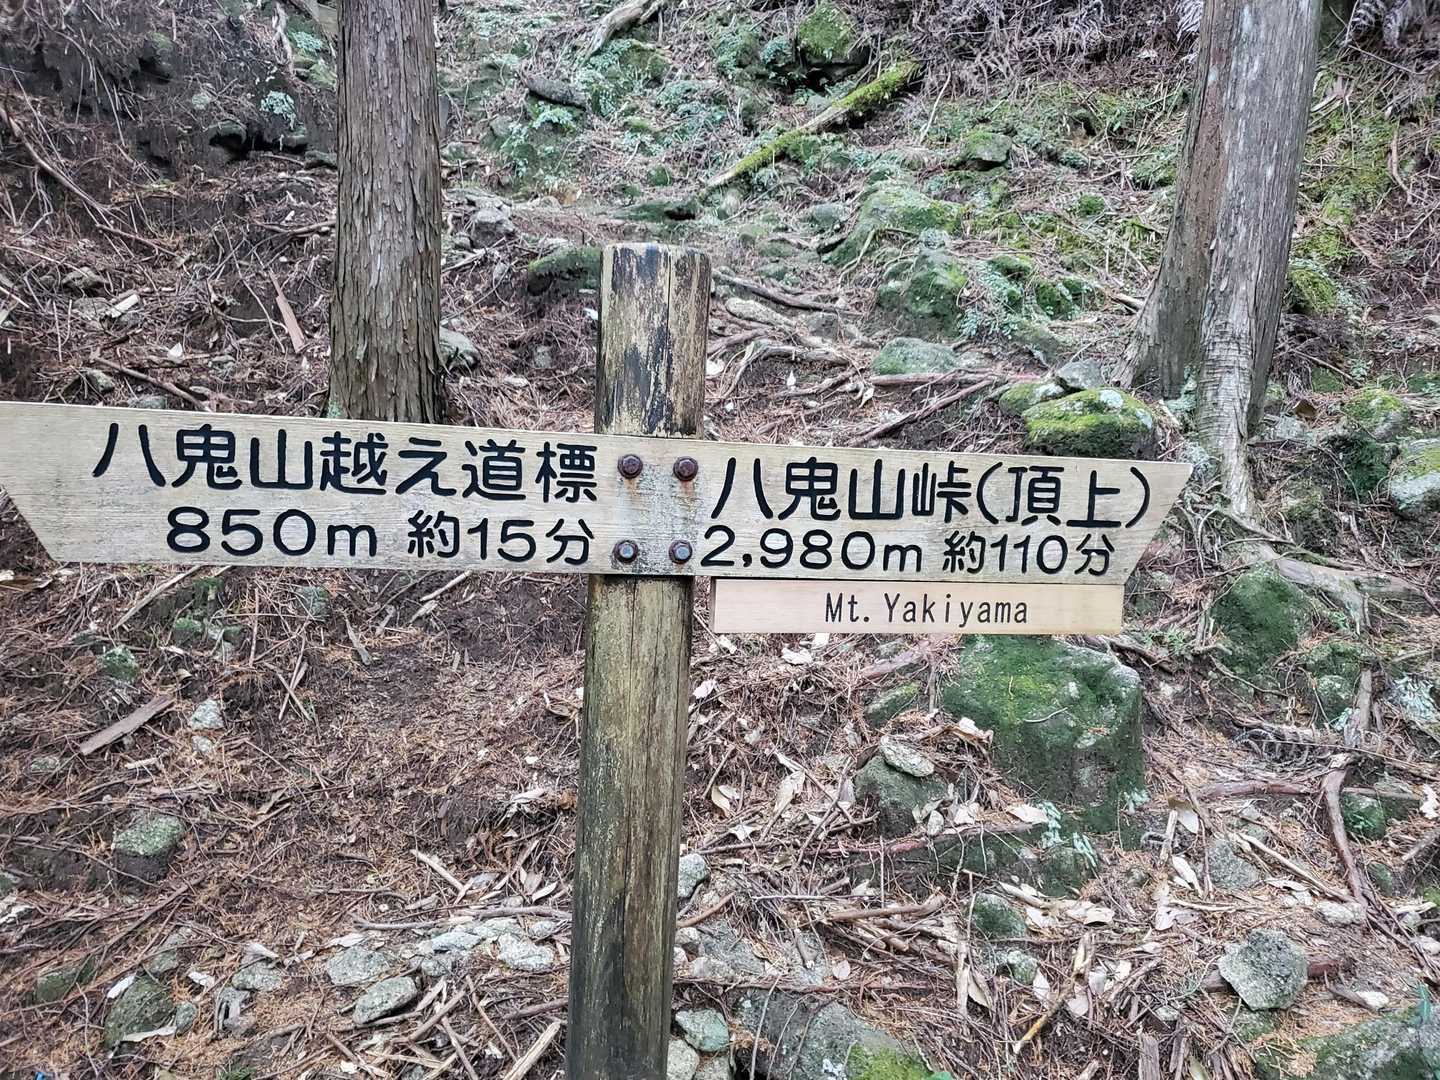 八鬼山越え道標
850m 約15分
八鬼山峠(頂上)
2,980m 約110分
Mt. Yakiyama